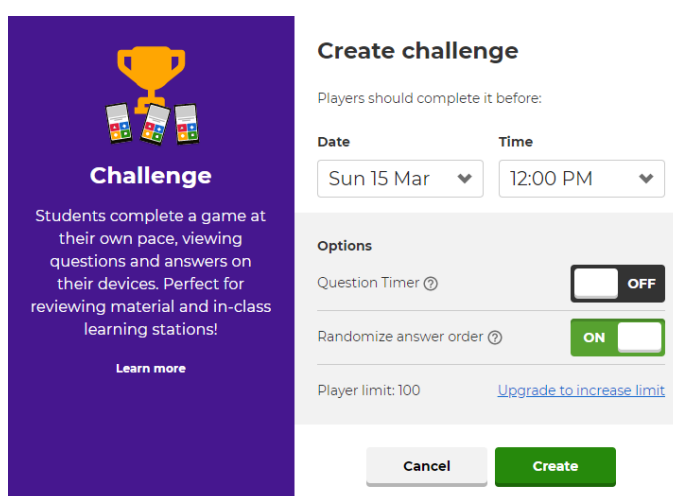 Challenge
Students complete a game at
their own pace, viewing
questions and answers on
their devices. Perfect for
reviewing material and in-class
learning stations!
Learn more
Create challenge
Players should complete it before:
Date
Time
Sun 15 Mar
12:00 PM
Options
Question Timer ?
OFF
Randomize answer order ?
ON
Player limit: 100
Upgrade to increase limit
Cancel
Create